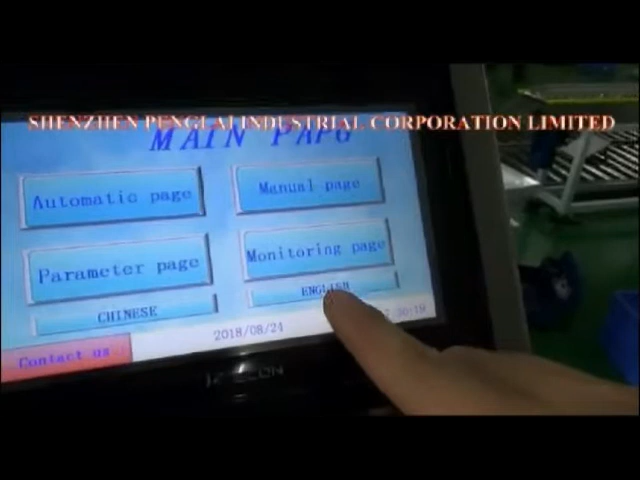 SHENZHEN PENGLAI INDUSTRIAL CORPORATION LIMITED
MAIN PAPG
Automatic page
Manual page
Parameter page
Monitoring page
CHINESE
ENGLISH
2018/08/24
Contact us